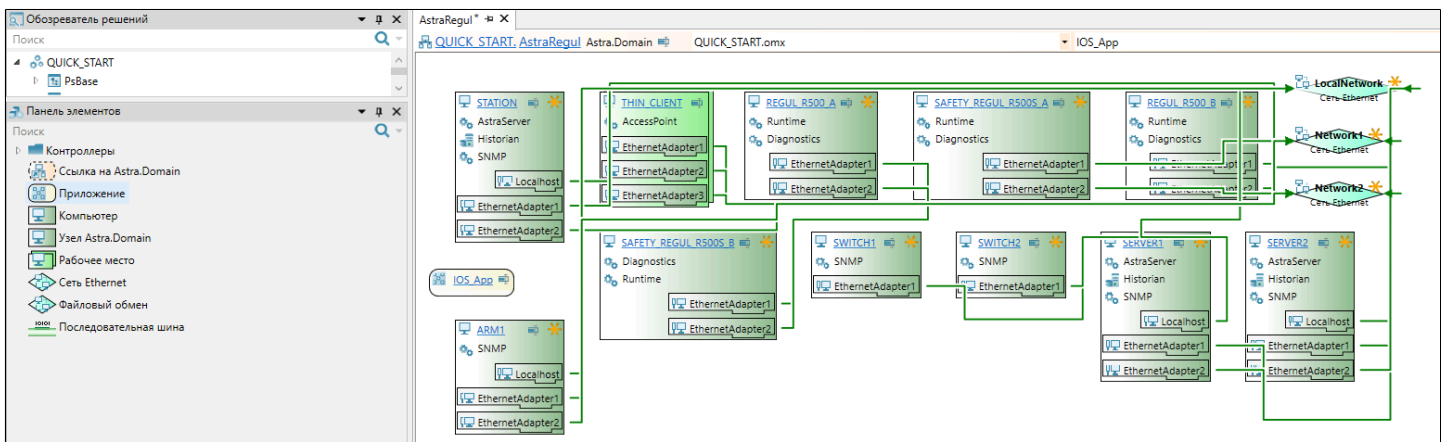 Обозреватель решений
Поиск
QUICK_START
PsBase
Панель элементов
Поиск
Контроллеры
Ссылка на Astra.Domain
Приложение
Компьютер
Узел Astra.Domain
Рабочее место
Сеть Ethernet
Файловый обмен
Последовательная шина
AstraRegul*
QUICK_START. AstraRegul Astra.Domain QUICK_START.omx IOS_App
STATION
AstraServer
Historian
SNMP
Localhost
EthernetAdapter1
EthernetAdapter2
THIN_CLIENT
AccessPoint
EthernetAdapter1
EthernetAdapter2
EthernetAdapter3
REGUL_R500_A
Runtime
Diagnostics
EthernetAdapter1
EthernetAdapter2
SAFETY_REGUL_R500S_A
Runtime
Diagnostics
EthernetAdapter1
EthernetAdapter2
REGUL_R500_B
Runtime
Diagnostics
EthernetAdapter1
EthernetAdapter2
LocalNetwork
Сеть Ethernet
Network1
Сеть Ethernet
Network2
Сеть Ethernet
IOS_App
SAFETY_REGUL_R500S_B
Diagnostics
Runtime
EthernetAdapter1
EthernetAdapter2
SWITCH1
SNMP
EthernetAdapter1
SWITCH2
SNMP
EthernetAdapter1
SERVER1
AstraServer
Historian
SNMP
Localhost
EthernetAdapter1
EthernetAdapter2
SERVER2
AstraServer
Historian
SNMP
Localhost
EthernetAdapter1
EthernetAdapter2
ARM1
SNMP
Localhost
EthernetAdapter1
EthernetAdapter2